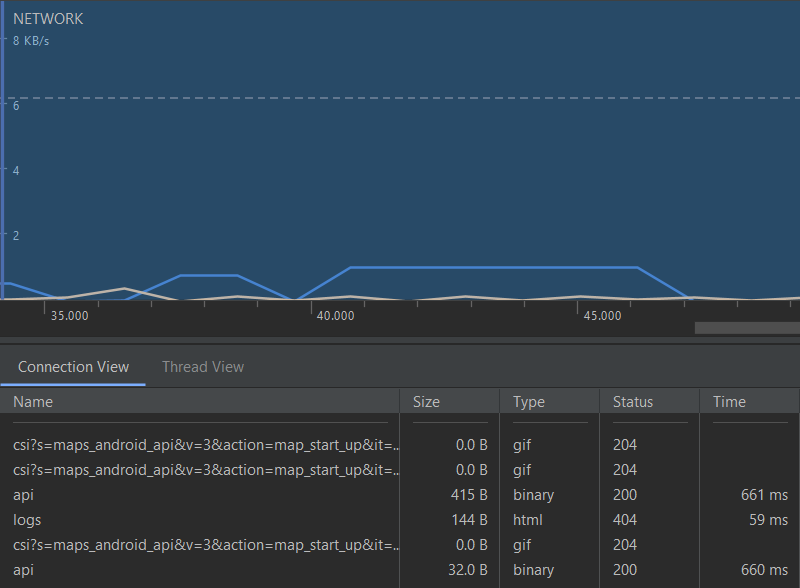 NETWORK
8 KB/s
6
4
2
35.000 40.000 45.000
Connection View Thread View
Name Size Type Status Time
csi?s=maps_android_api&v=3&action=map_start_up&it=... 0.0 B gif 204
csi?s=maps_android_api&v=3&action=map_start_up&it=... 0.0 B gif 204
api 415 B binary 200 661 ms
logs 144 B html 404 59 ms
csi?s=maps_android_api&v=3&action=map_start_up&it=... 0.0 B gif 204
api 32.0 B binary 200 660 ms